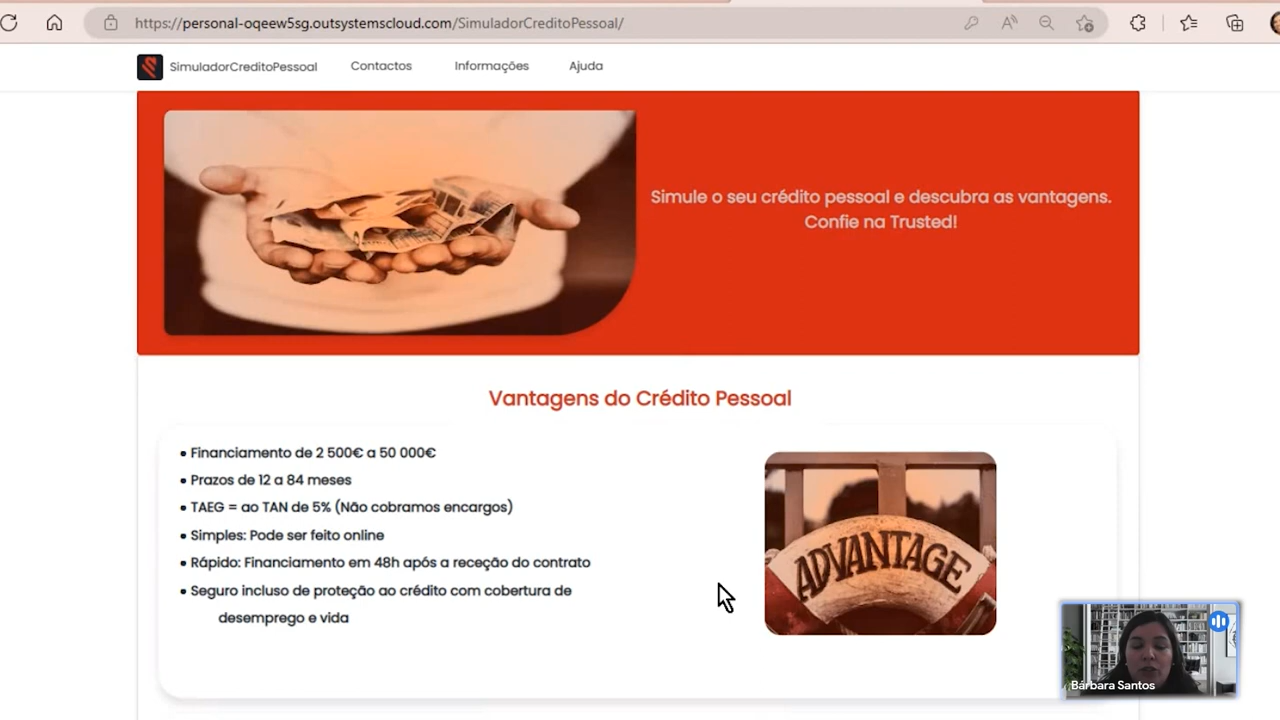 https://personal-oqeew5sg.outsystemscloud.com/SimuladorCreditoPessoal/
SimuladorCreditoPessoal Contactos Informações Ajuda
Simule o seu crédito pessoal e descubra as vantagens.
Confie na Trusted!
Vantagens do Crédito Pessoal
• Financiamento de 2 500€ a 50 000€
• Prazos de 12 a 84 meses
• TAEG = ao TAN de 5% (Não cobramos encargos)
• Simples: Pode ser feito online
• Rápido: Financiamento em 48h após a receção do contrato
• Seguro incluso de proteção ao crédito com cobertura de
desemprego e vida
ADVANTAGE
Bárbara Santos